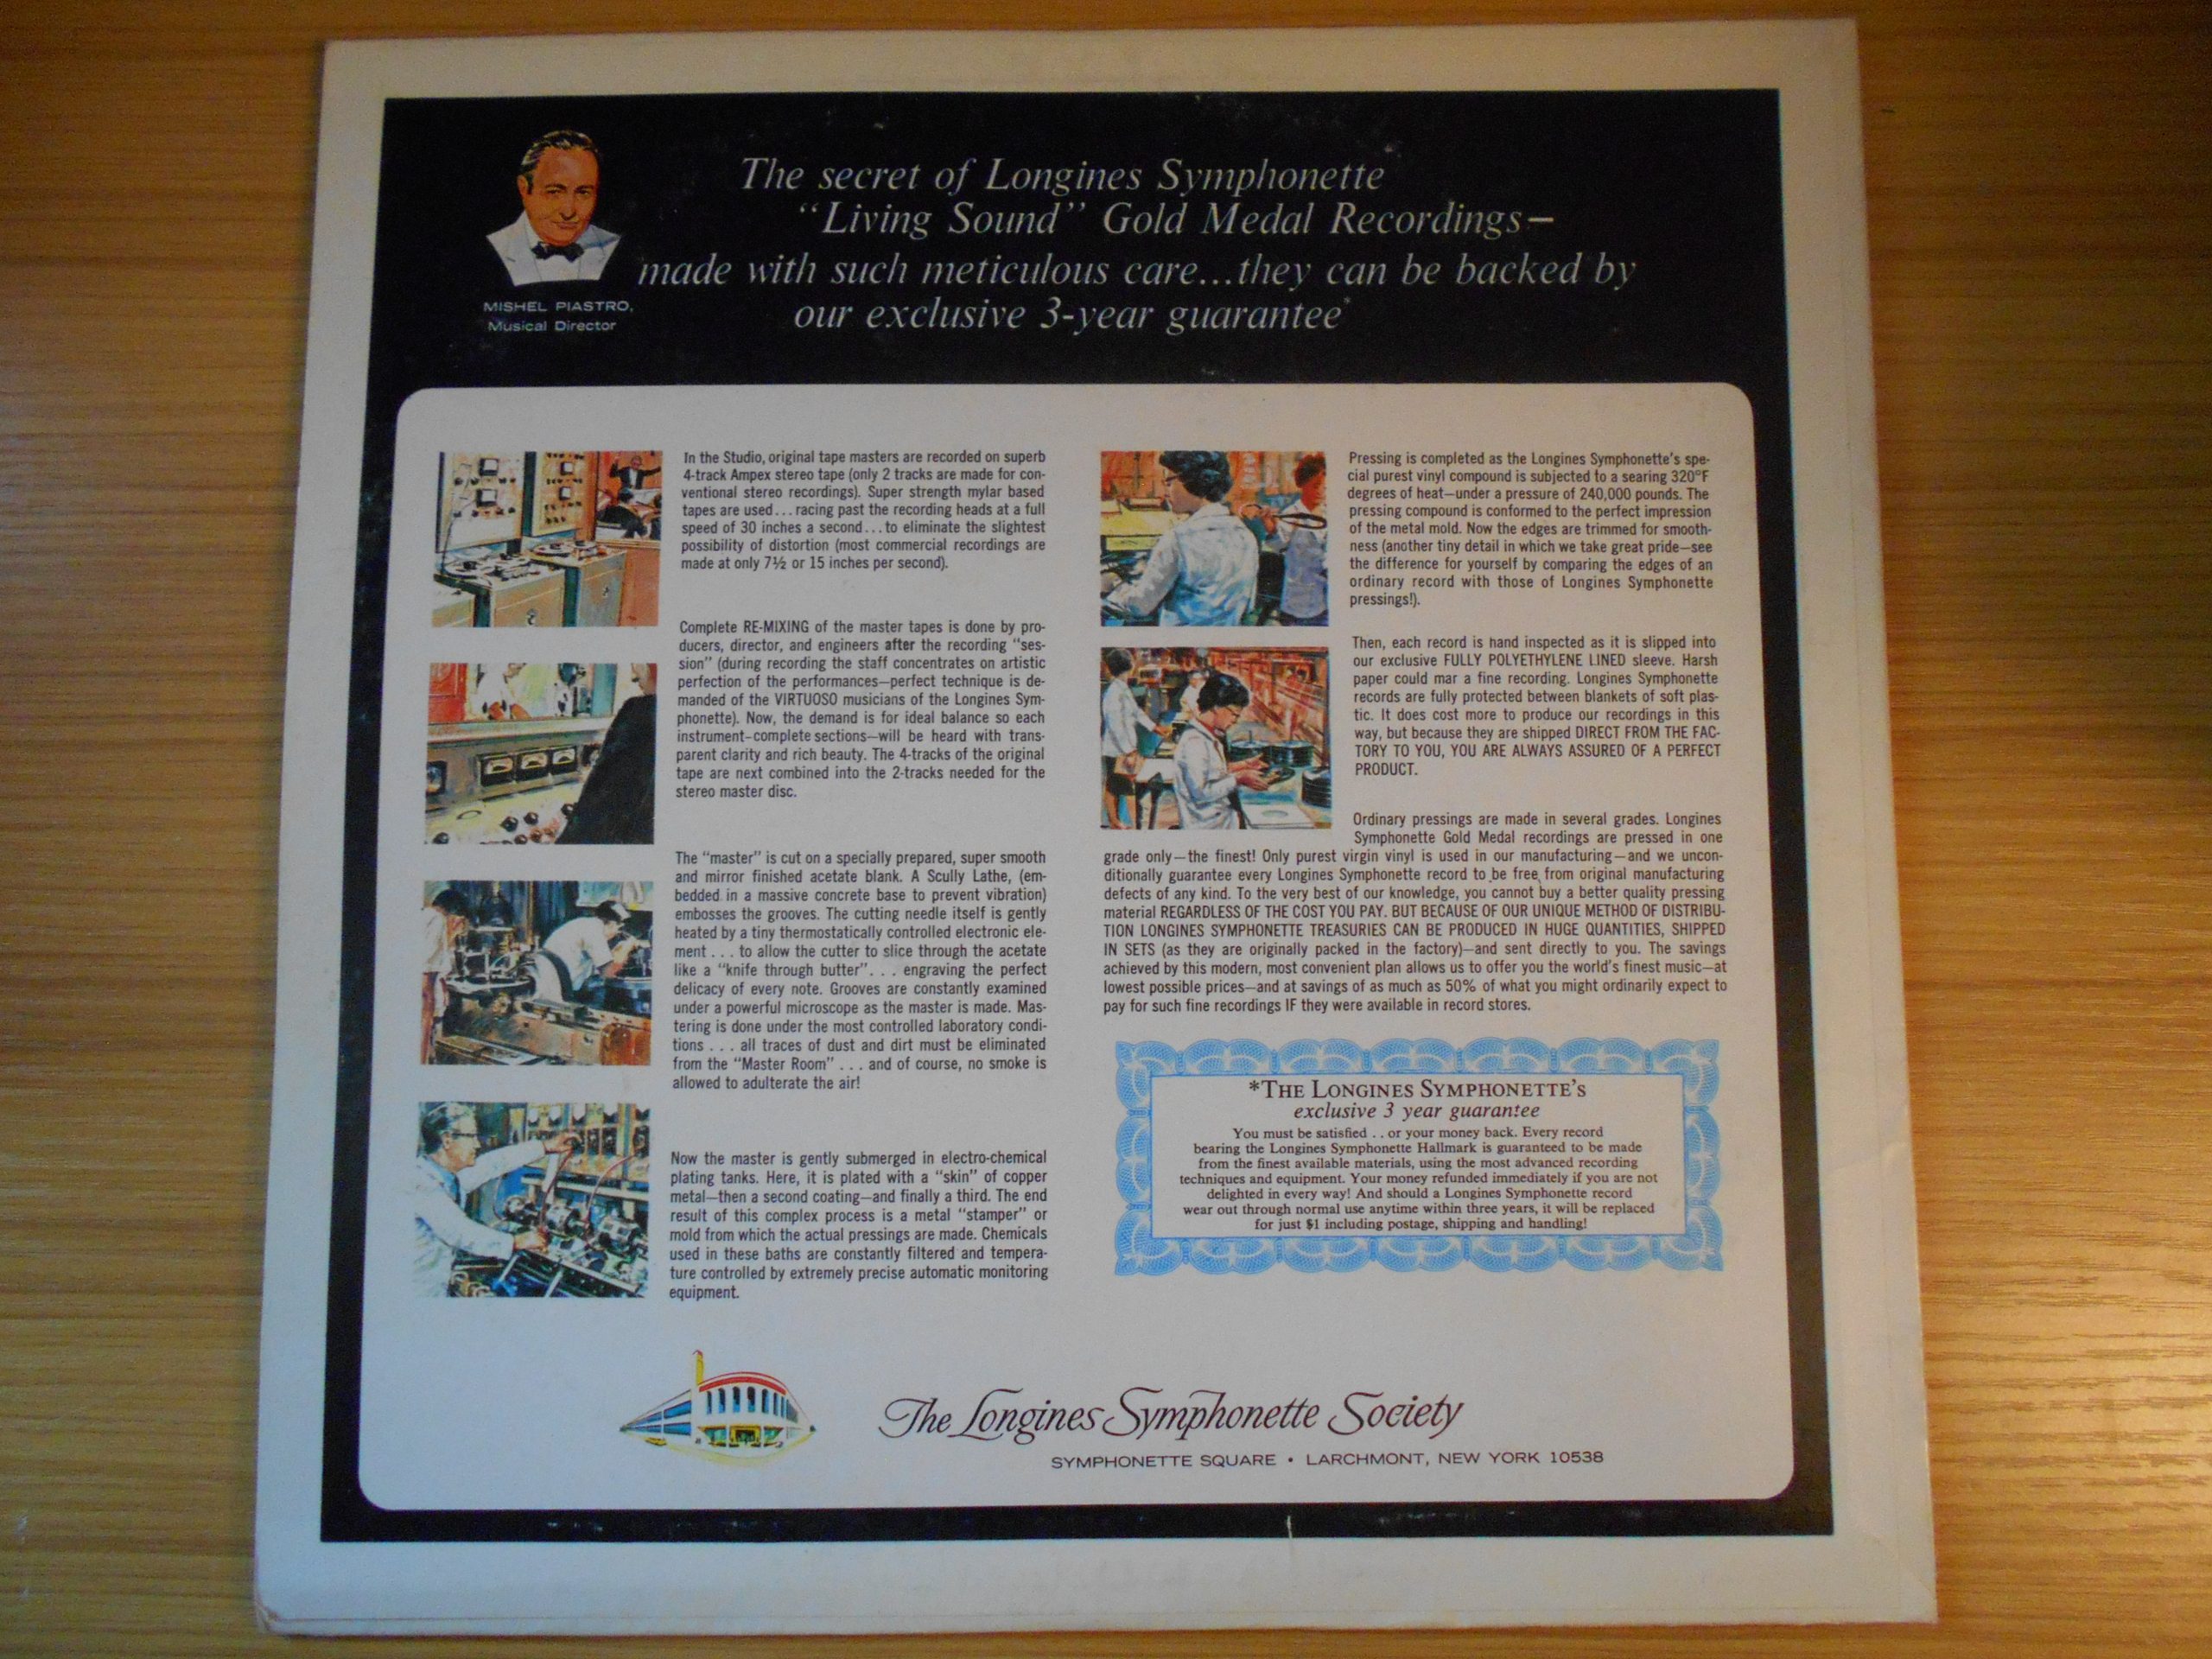 The secret of Longines Symphonette
“Living Sound” Gold Medal Recordings—
made with such meticulous care...they can be backed by
our exclusive 3-year guarantee*
MISHEL PIASTRO,
Musical Director
In the Studio, original tape masters are recorded on superb
4-track Ampex stereo tape (only 2 tracks are made for con-
ventional stereo recordings). Super strength mylar based
tapes are used...racing past the recording heads at a full
speed of 30 inches a second...to eliminate the slightest
possibility of distortion (most commercial recordings are
made at only 7½ or 15 inches per second).
Complete RE-MIXING of the master tapes is done by pro-
ducers, director, and engineers after the recording “ses-
sion” (during recording the staff concentrates on artistic
perfection of the performances—perfect technique is de-
manded of the VIRTUOSO musicians of the Longines Sym-
phonette). Now, the demand is for ideal balance so each
instrument-complete sections—will be heard with trans-
parent clarity and rich beauty. The 4-tracks of the original
tape are next combined into the 2-tracks needed for the
stereo master disc.
The “master” is cut on a specially prepared, super smooth
and mirror finished acetate blank. A Scully Lathe, (em-
bedded in a massive concrete base to prevent vibration)
embosses the grooves. The cutting needle itself is gently
heated by a tiny thermostatically controlled electronic ele-
ment . . . to allow the cutter to slice through the acetate
like a “knife through butter”. . . engraving the perfect
delicacy of every note. Grooves are constantly examined
under a powerful microscope as the master is made. Mas-
tering is done under the most controlled laboratory condi-
tions . . . all traces of dust and dirt must be eliminated
from the “Master Room” . . . and of course, no smoke is
allowed to adulterate the air!
Now the master is gently submerged in electro-chemical
plating tanks. Here, it is plated with a “skin” of copper
metal—then a second coating—and finally a third. The end
result of this complex process is a metal “stamper” or
mold from which the actual pressings are made. Chemicals
used in these baths are constantly filtered and tempera-
ture controlled by extremely precise automatic monitoring
equipment.
Pressing is completed as the Longines Symphonette’s spe-
cial purest vinyl compound is subjected to a searing 320°F
degrees of heat—under a pressure of 240,000 pounds. The
pressing compound is conformed to the perfect impression
of the metal mold. Now the edges are trimmed for smooth-
ness (another tiny detail in which we take great pride—see
the difference for yourself by comparing the edges of an
ordinary record with those of Longines Symphonette
pressings!).
Then, each record is hand inspected as it is slipped into
our exclusive FULLY POLYETHYLENE LINED sleeve. Harsh
paper could mar a fine recording. Longines Symphonette
records are fully protected between blankets of soft plas-
tic. It does cost more to produce our recordings in this
way, but because they are shipped DIRECT FROM THE FAC-
TORY TO YOU, YOU ARE ALWAYS ASSURED OF A PERFECT
PRODUCT.
Ordinary pressings are made in several grades. Longines
Symphonette Gold Medal recordings are pressed in one
grade only—the finest! Only purest virgin vinyl is used in our manufacturing—and we uncon-
ditionally guarantee every Longines Symphonette record to be free from original manufacturing
defects of any kind. To the very best of our knowledge, you cannot buy a better quality pressing
material REGARDLESS OF THE COST YOU PAY. BUT BECAUSE OF OUR UNIQUE METHOD OF DISTRIBU-
TION LONGINES SYMPHONETTE TREASURIES CAN BE PRODUCED IN HUGE QUANTITIES, SHIPPED
IN SETS (as they are originally packed in the factory)—and sent directly to you. The savings
achieved by this modern, most convenient plan allows us to offer you the world’s finest music—at
lowest possible prices—and at savings of as much as 50% of what you might ordinarily expect to
pay for such fine recordings IF they were available in record stores.
*THE LONGINES SYMPHONETTE’S
exclusive 3 year guarantee
You must be satisfied . . or your money back. Every record
bearing the Longines Symphonette Hallmark is guaranteed to be made
from the finest available materials, using the most advanced recording
techniques and equipment. Your money refunded immediately if you are not
delighted in every way! And should a Longines Symphonette record
wear out through normal use anytime within three years, it will be replaced
for just $1 including postage, shipping and handling!
The Longines Symphonette Society
SYMPHONETTE SQUARE • LARCHMONT, NEW YORK 10538